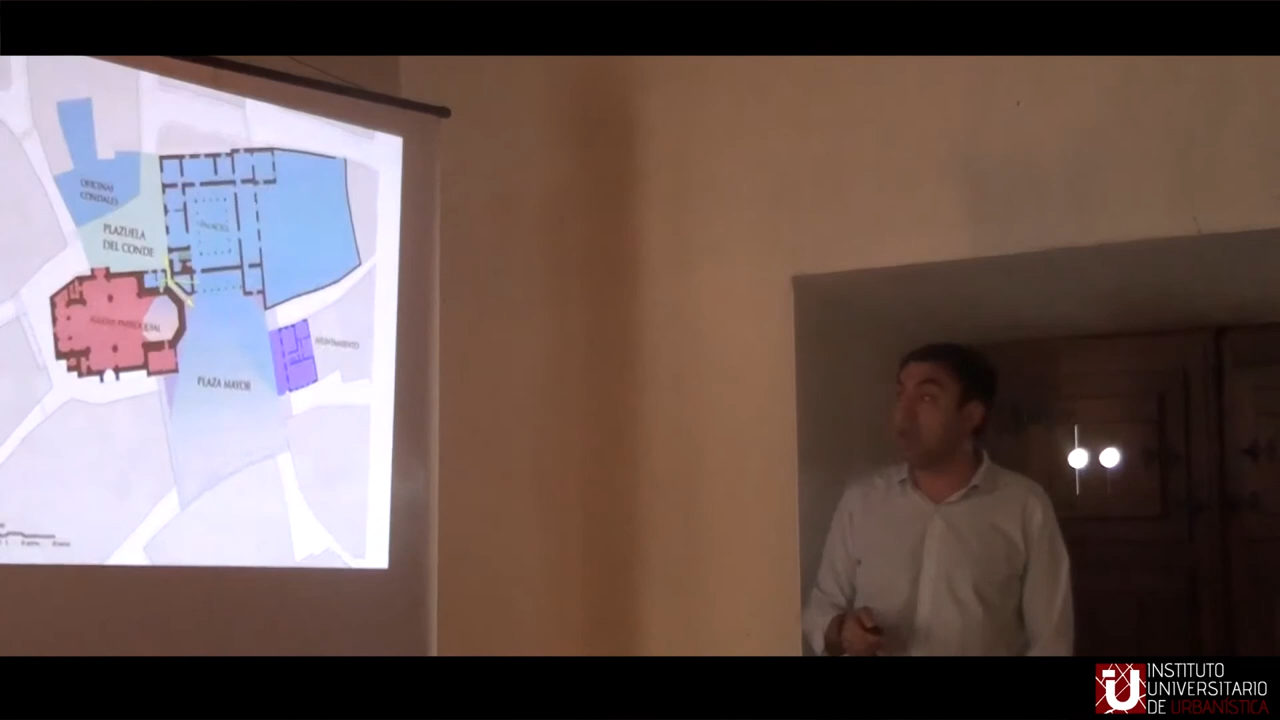 OFICINAS
CONDALES
PLAZUELA
DEL CONDE
PALACIO
PLAZA MAYOR
AYUNTAMIENTO
INSTITUTO
UNIVERSITARIO
DE URBANÍSTICA